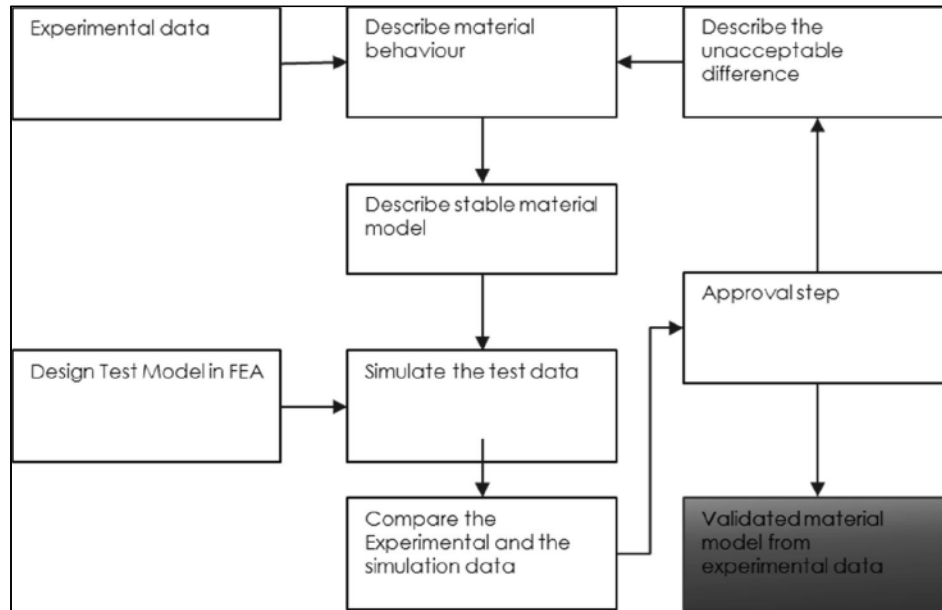 Experimental data
Describe material
behaviour
Describe the
unacceptable
difference
Describe stable material
model
Approval step
Design Test Model in FEA
Simulate the test data
Compare the
Experimental and the
simulation data
Validated material
model from
experimental data